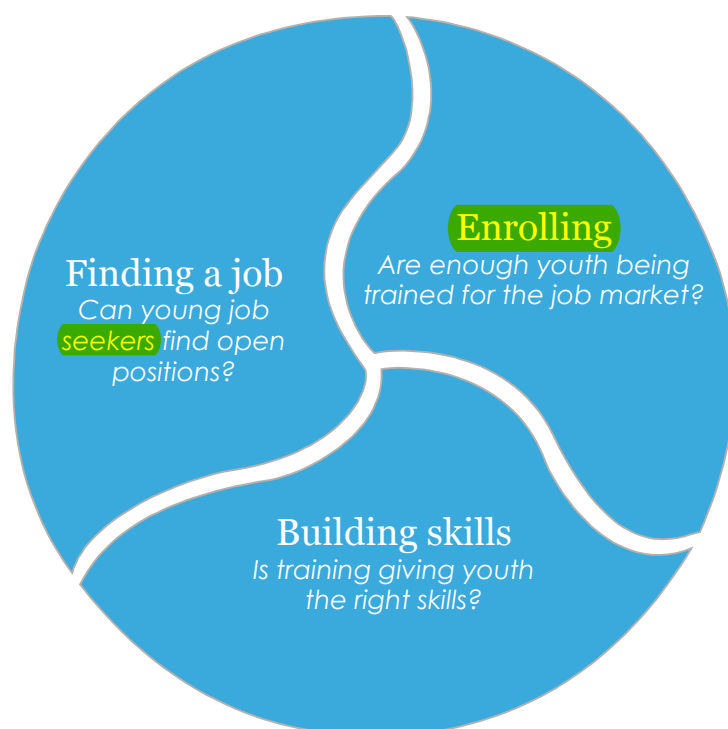 Enrolling
Are enough youth being
trained for the job market?
Finding a job
Can young job
seekers find open
positions?
Building skills
Is training giving youth
the right skills?